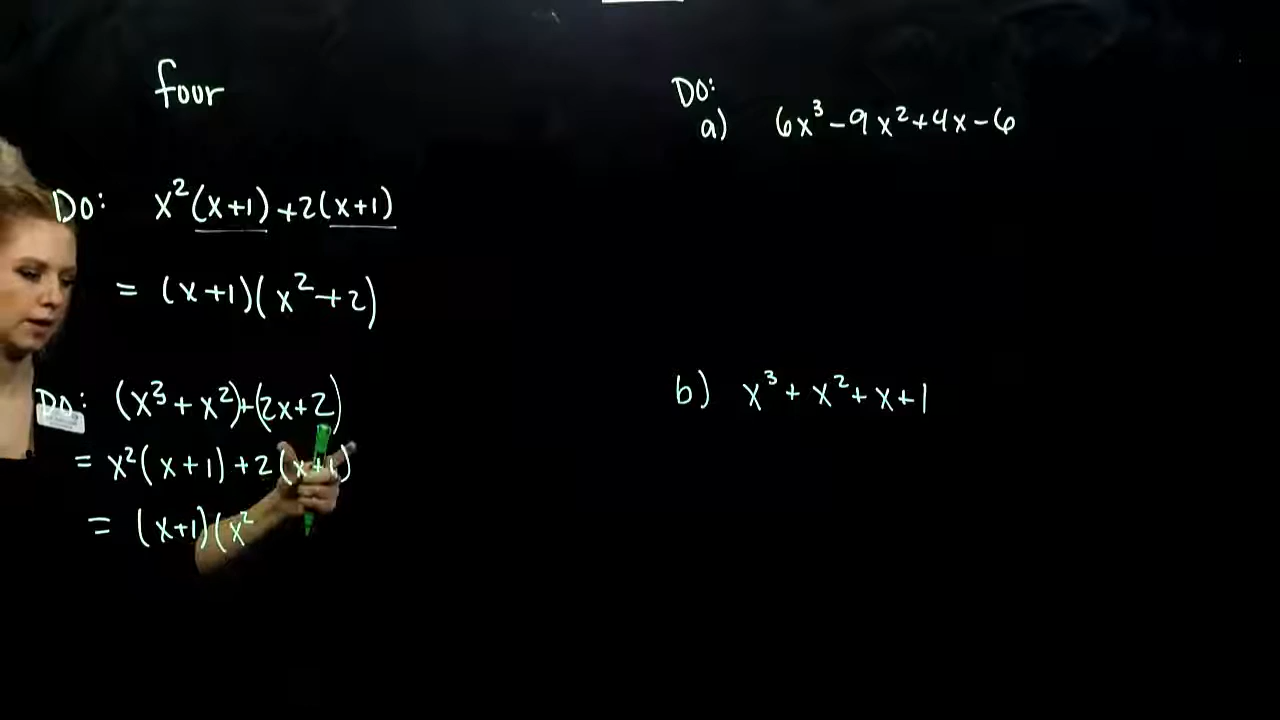 four
DO: x²(x+1)+2(x+1)
= (x+1)(x²+2)
DO: (x³+x²)+(2x+2)
= x²(x+1)+2(x+1)
= (x+1)(x²
DO:
a) 6x³-9x²+4x-6
b) x³+x²+x+1